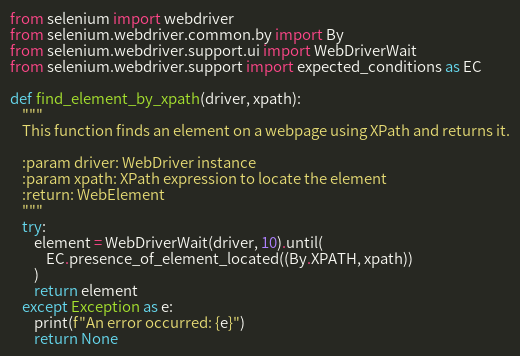 from selenium import webdriver
from selenium.webdriver.common.by import By
from selenium.webdriver.support.ui import WebDriverWait
from selenium.webdriver.support import expected_conditions as EC

def find_element_by_xpath(driver, xpath):
    """
    This function finds an element on a webpage using XPath and returns it.

    :param driver: WebDriver instance
    :param xpath: XPath expression to locate the element
    :return: WebElement
    """
    try:
        element = WebDriverWait(driver, 10).until(
            EC.presence_of_element_located((By.XPATH, xpath))
        )
        return element
    except Exception as e:
        print(f"An error occurred: {e}")
        return None